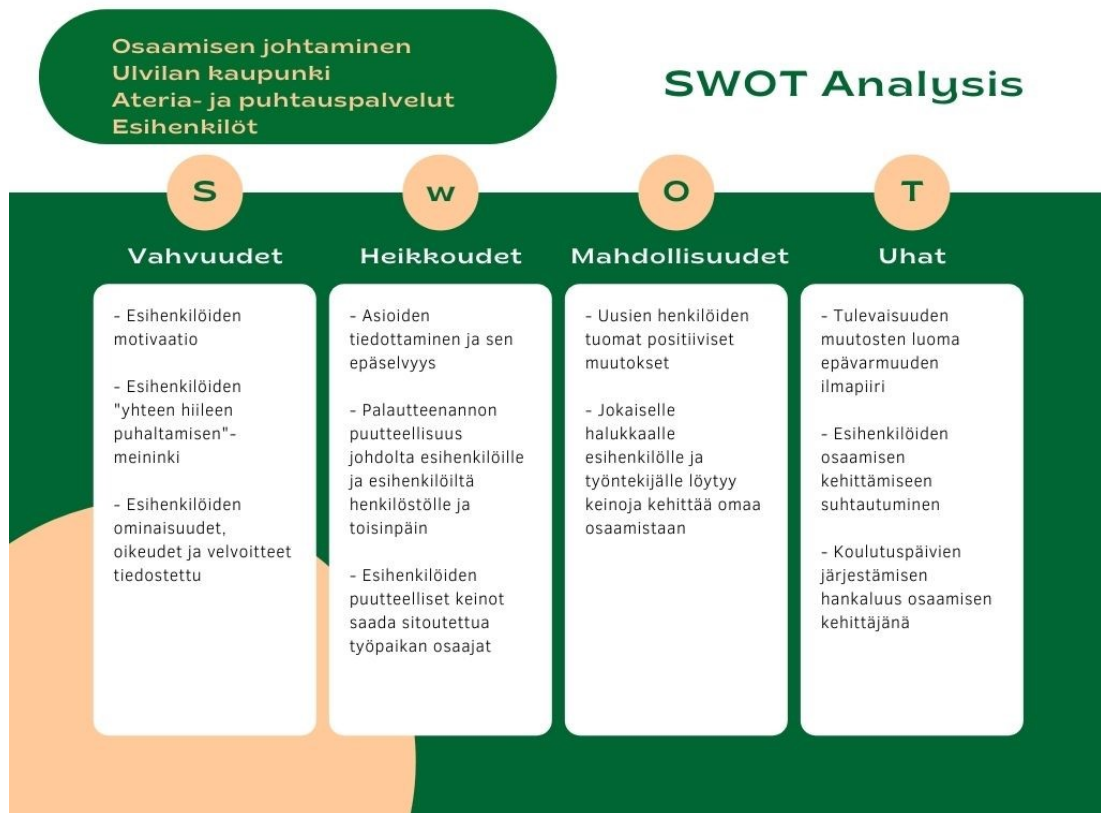 Osaamisen johtaminen
Ulvilan kaupunki
Ateria- ja puhtauspalvelut
Esihenkilöt
SWOT Analysis
S
Vahvuudet
- Esihenkilöiden
motivaatio
- Esihenkilöiden
"yhteen hiileen
puhaltamisen"-
meininki
- Esihenkilöiden
ominaisuudet,
oikeudet ja velvoitteet
tiedostettu
w
Heikkoudet
- Asioiden
tiedottaminen ja sen
epäselvyys
- Palautteenannon
puutteellisuus
johdolta esihenkilöille
ja esihenkilöiltä
henkilöstölle ja
toisinpäin
- Esihenkilöiden
puutteelliset keinot
saada sitoutettua
työpaikan osaajat
O
Mahdollisuudet
- Uusien henkilöiden
tuomat positiiviset
muutokset
- Jokaiselle
halukkaalle
esihenkilölle ja
työntekijälle löytyy
keinoja kehittää omaa
osaamistaan
T
Uhat
- Tulevaisuuden
muutosten luoma
epävarmuuden
ilmapiiri
- Esihenkilöiden
osaamisen
kehittämiseen
suhtautuminen
- Koulutuspäivien
järjestämisen
hankaluus osaamisen
kehittäjänä